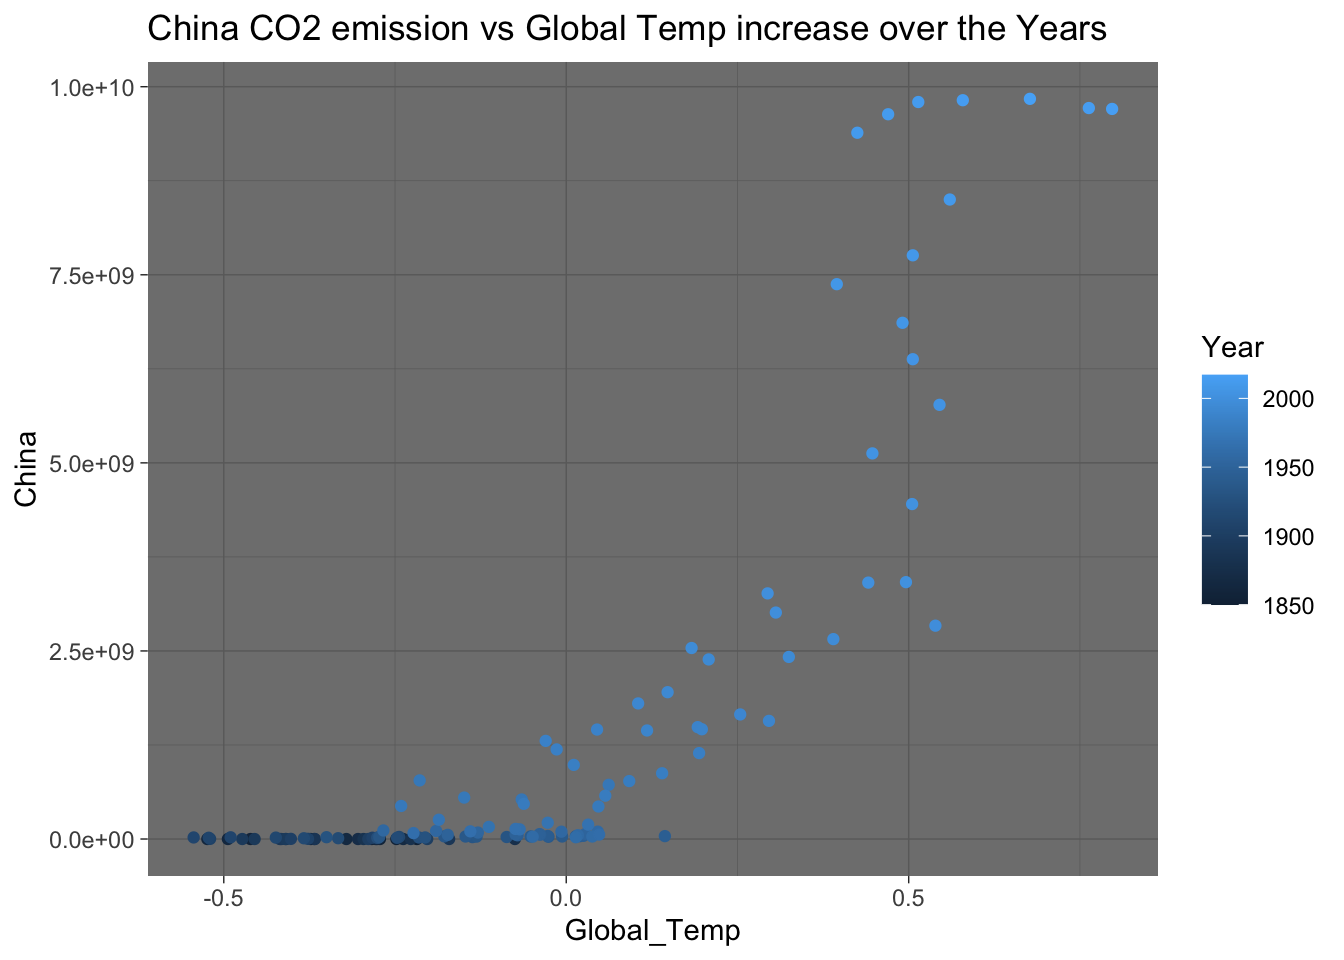 China CO2 emission vs Global Temp increase over the Years
1.0e+10
7.5e+09
5.0e+09
2.5e+09
0.0e+00
China
-0.5
0.0
0.5
Global_Temp
Year
2000
1950
1900
1850